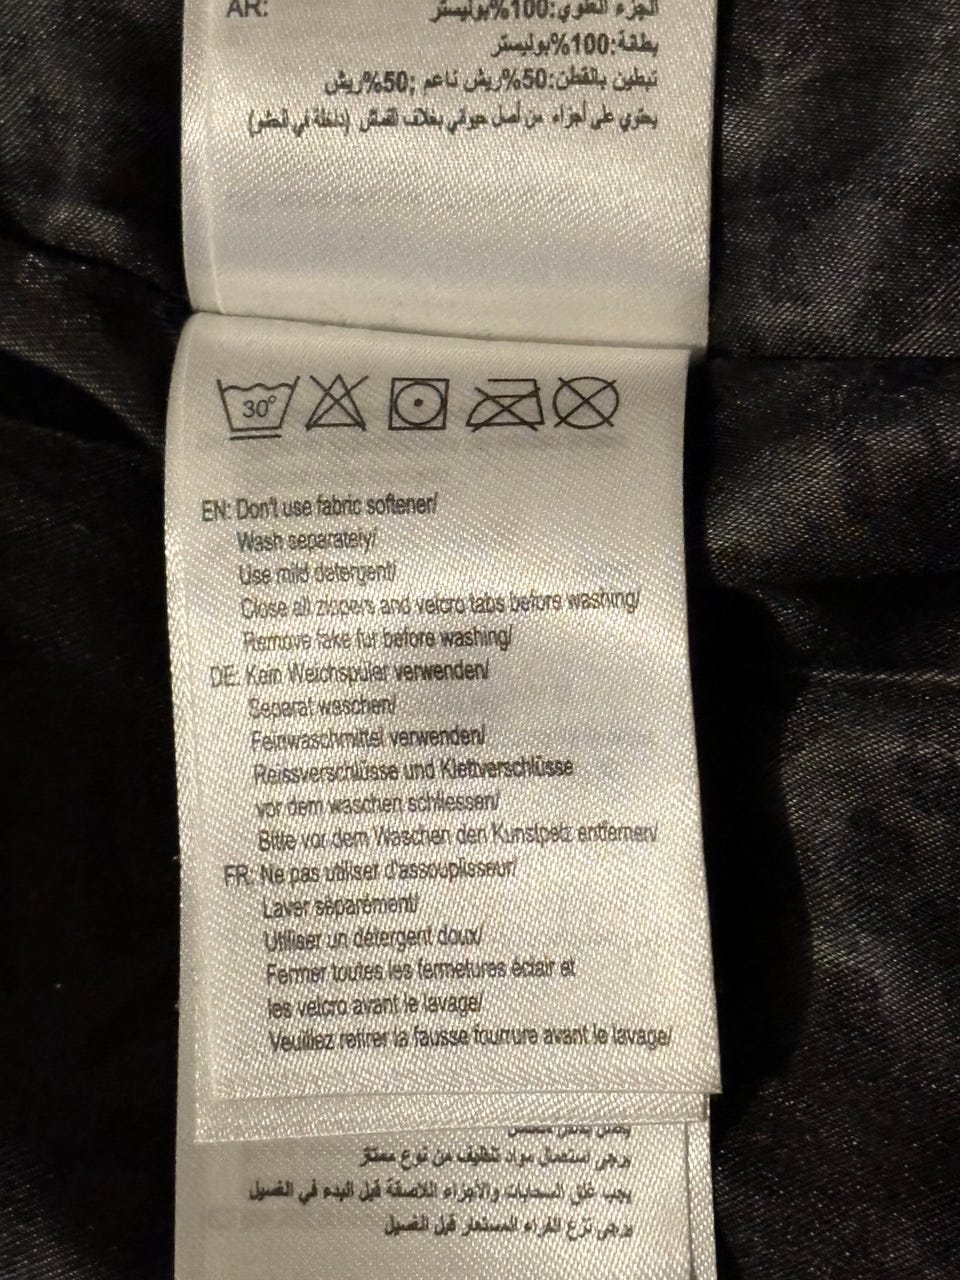 AR: الجزء العلوي:100%بوليستر
بطانة:100%بوليستر
تبطين بالقطن:50%ريش ناعم ;50%ريش
يحتوي على أجزاء من أصل حيواني بخلاف القماش (داخلة في الحشو)
30°
EN: Don't use fabric softener/
Wash separately/
Use mild detergent/
Close all zippers and velcro tabs before washing/
Remove fake fur before washing/
DE: Kein Weichspüler verwenden/
Separat waschen/
Feinwaschmittel verwenden/
Reissverschlüsse und Klettverschlüsse
vor dem waschen schliessen/
Bitte vor dem Waschen den Kunstpelz entfernen/
FR: Ne pas utiliser d'assouplisseur/
Laver séparément/
Utiliser un détergent doux/
Fermer toutes les fermetures éclair et
les velcro avant le lavage/
Veuillez retirer la fausse fourrure avant le lavage/
يرجى استعمال مواد تنظيف من نوع ممتاز
يجب غلق السحابات والأجزاء اللاصقة قبل البدء في الغسيل
يرجى نزع الفراء المستعار قبل الغسيل